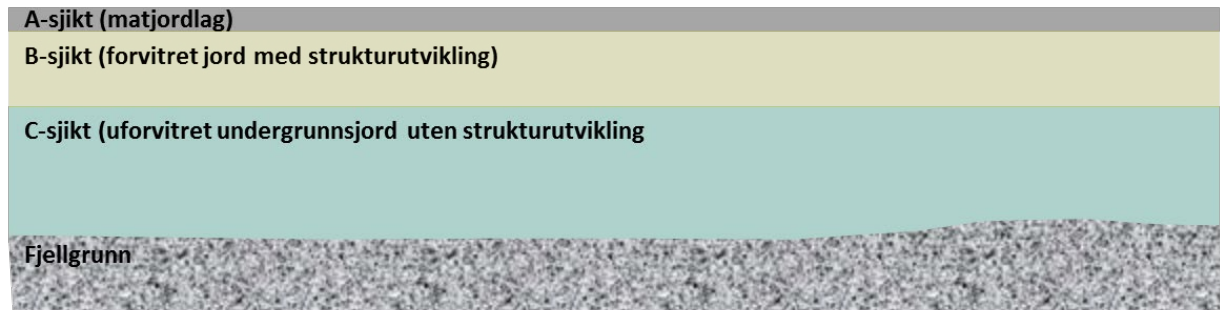 A-sjikt (matjordlag)
B-sjikt (forvitret jord med strukturutvikling)
C-sjikt (uforvitret undergrunnsjord uten strukturutvikling
Fjellgrunn